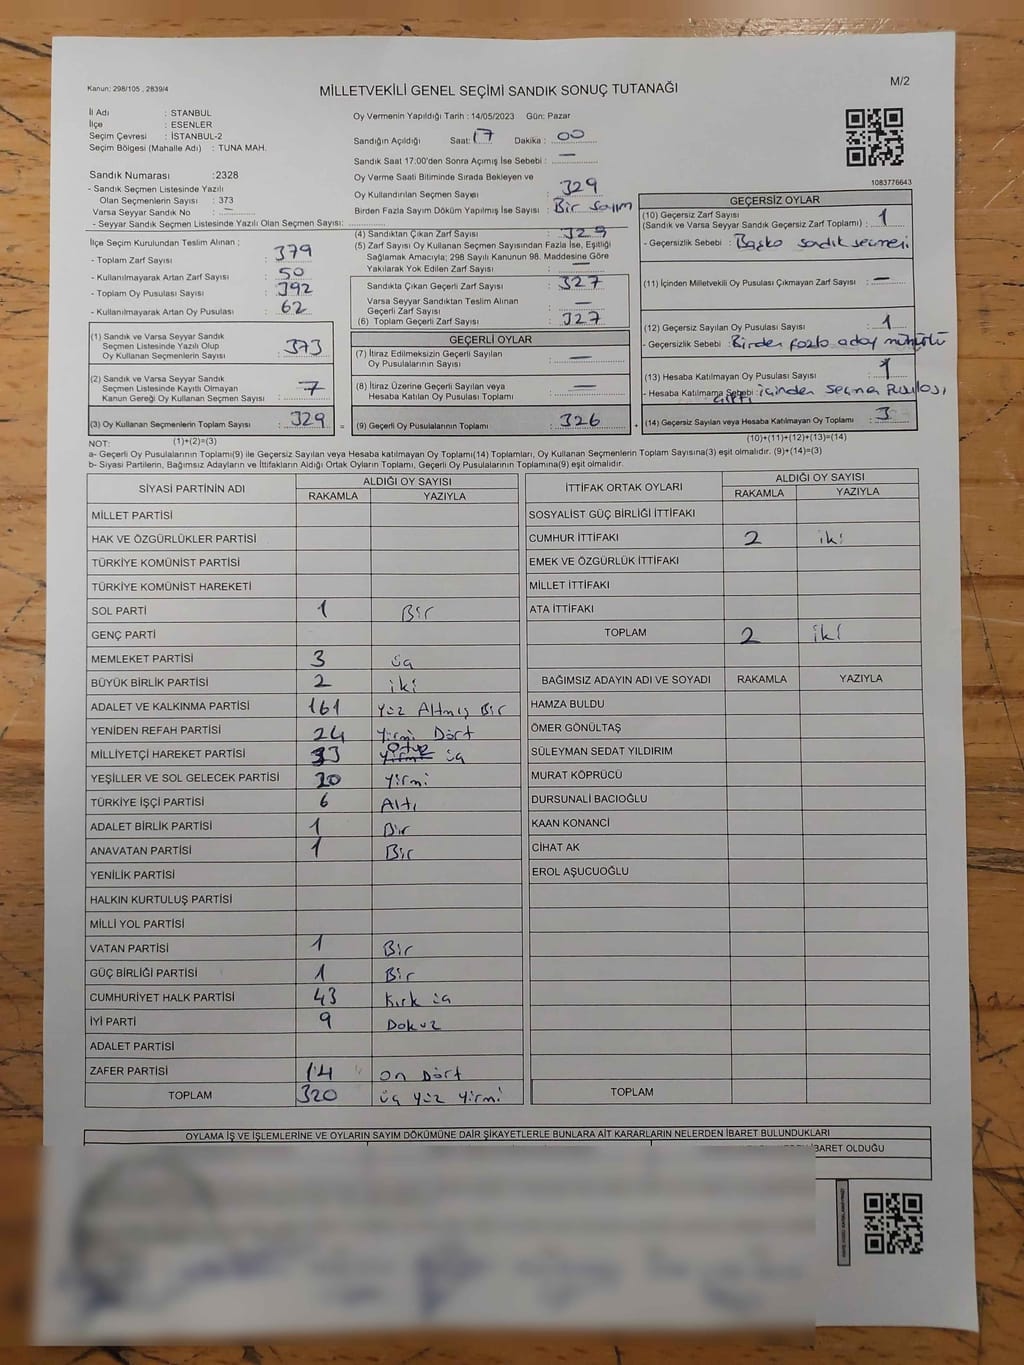 Kanun: 298/105 , 2839/4
M/2
MİLLETVEKİLİ GENEL SEÇİMİ SANDIK SONUÇ TUTANAĞI
İl Adı : İSTANBUL
İlçe : ESENLER
Seçim Çevresi : İSTANBUL-2
Seçim Bölgesi (Mahalle Adı) : TUNA MAH.
Sandık Numarası : 2328
- Sandık Seçmen Listesinde Yazılı
Olan Seçmenlerin Sayısı : 373
Varsa Seyyar Sandık No : —
- Seyyar Sandık Seçmen Listesinde Yazılı Olan Seçmen Sayısı:
Oy Vermenin Yapıldığı Tarih : 14/05/2023 Gün: Pazar
Sandığın Açıldığı Saat: 17 Dakika : 00
Sandık Saat 17:00'den Sonra Açımış İse Sebebi : —
Oy Verme Saati Bitiminde Sırada Bekleyen ve
Oy Kullandırılan Seçmen Sayısı : 329
Birden Fazla Sayım Döküm Yapılmış İse Sayısı : Bir sayım
1083776643
İlçe Seçim Kurulundan Teslim Alınan ;
- Toplam Zarf Sayısı : 379
- Kullanılmayarak Artan Zarf Sayısı : 50
- Toplam Oy Pusulası Sayısı : 392
- Kullanılmayarak Artan Oy Pusulası : 62
(4) Sandıktan Çıkan Zarf Sayısı : 329
(5) Zarf Sayısı Oy Kullanan Seçmen Sayısından Fazla İse, Eşitliği
Sağlamak Amacıyla; 298 Sayılı Kanunun 98. Maddesine Göre
Yakılarak Yok Edilen Zarf Sayısı : —
Sandıkta Çıkan Geçerli Zarf Sayısı : 327
Varsa Seyyar Sandıktan Teslim Alınan
Geçerli Zarf Sayısı : —
(6) Toplam Geçerli Zarf Sayısı : 327
GEÇERSİZ OYLAR
(10) Geçersiz Zarf Sayısı
(Sandık ve Varsa Seyyar Sandık Geçersiz Zarf Toplamı) : 1
- Geçersizlik Sebebi : Başka sandık seçmeni
(11) İçinden Milletvekili Oy Pusulası Çıkmayan Zarf Sayısı : —
(12) Geçersiz Sayılan Oy Pusulası Sayısı : 1
- Geçersizlik Sebebi : Birden fazla aday mühürlü
(13) Hesaba Katılmayan Oy Pusulası Sayısı : 1
- Hesaba Katılmama Sebebi : içinden seçme pusulası
(14) Geçersiz Sayılan veya Hesaba Katılmayan Oy Toplamı : 3
(10)+(11)+(12)+(13)=(14)
(1) Sandık ve Varsa Seyyar Sandık
Seçmen Listesinde Yazılı Olup
Oy Kullanan Seçmenlerin Sayısı : 373
(2) Sandık ve Varsa Seyyar Sandık
Seçmen Listesinde Kayıtlı Olmayan
Kanun Gereği Oy Kullanan Seçmen Sayısı : 7
(3) Oy Kullanan Seçmenlerin Toplam Sayısı : 329 =
GEÇERLİ OYLAR
(7) İtiraz Edilmeksizin Geçerli Sayılan
Oy Pusulalarının Sayısı : —
(8) İtiraz Üzerine Geçerli Sayılan veya
Hesaba Katılan Oy Pusulaları Toplamı : —
(9) Geçerli Oy Pusulalarının Toplamı : 326 +
NOT: (1)+(2)=(3)
a- Geçerli Oy Pusulalarının Toplamı(9) ile Geçersiz Sayılan veya Hesaba katılmayan Oy Toplamı(14) Toplamları, Oy Kullanan Seçmenlerin Toplam Sayısına(3) eşit olmalıdır. (9)+(14)=(3)
b- Siyasi Partilerin, Bağımsız Adayların ve İttifakların Aldığı Ortak Oyların Toplamı, Geçerli Oy Pusulalarının Toplamına(9) eşit olmalıdır.
SİYASİ PARTİNİN ADI ALDIĞI OY SAYISI
RAKAMLA YAZIYLA
MİLLET PARTİSİ
HAK VE ÖZGÜRLÜKLER PARTİSİ
TÜRKİYE KOMÜNİST PARTİSİ
TÜRKİYE KOMÜNİST HAREKETİ
SOL PARTİ 1 Bir
GENÇ PARTİ
MEMLEKET PARTİSİ 3 üç
BÜYÜK BİRLİK PARTİSİ 2 iki
ADALET VE KALKINMA PARTİSİ 161 Yüz Altmış Bir
YENİDEN REFAH PARTİSİ 24 Yirmi Dört
MİLLİYETÇİ HAREKET PARTİSİ 33 Otuz üç
YEŞİLLER VE SOL GELECEK PARTİSİ 20 Yirmi
TÜRKİYE İŞÇİ PARTİSİ 6 Altı
ADALET BİRLİK PARTİSİ 1 Bir
ANAVATAN PARTİSİ 1 Bir
YENİLİK PARTİSİ
HALKIN KURTULUŞ PARTİSİ
MİLLİ YOL PARTİSİ
VATAN PARTİSİ 1 Bir
GÜÇ BİRLİĞİ PARTİSİ 1 Bir
CUMHURİYET HALK PARTİSİ 43 Kırk üç
İYİ PARTİ 9 Dokuz
ADALET PARTİSİ
ZAFER PARTİSİ 14 on Dört
TOPLAM 320 üç yüz yirmi
İTTİFAK ORTAK OYLARI ALDIĞI OY SAYISI
RAKAMLA YAZIYLA
SOSYALİST GÜÇ BİRLİĞİ İTTİFAKI
CUMHUR İTTİFAKI 2 iki
EMEK VE ÖZGÜRLÜK İTTİFAKI
MİLLET İTTİFAKI
ATA İTTİFAKI
TOPLAM 2 iki
BAĞIMSIZ ADAYIN ADI VE SOYADI RAKAMLA YAZIYLA
HAMZA BULDU
ÖMER GÖNÜLTAŞ
SÜLEYMAN SEDAT YILDIRIM
MURAT KÖPRÜCÜ
DURSUNALİ BACIOĞLU
KAAN KONANCİ
CİHAT AK
EROL AŞUCUOĞLU
TOPLAM
OYLAMA İŞ VE İŞLEMLERİNE VE OYLARIN SAYIM DÖKÜMÜNE DAİR ŞİKAYETLERLE BUNLARA AİT KARARLARIN NELERDEN İBARET BULUNDUKLARI
İBARET OLDUĞU